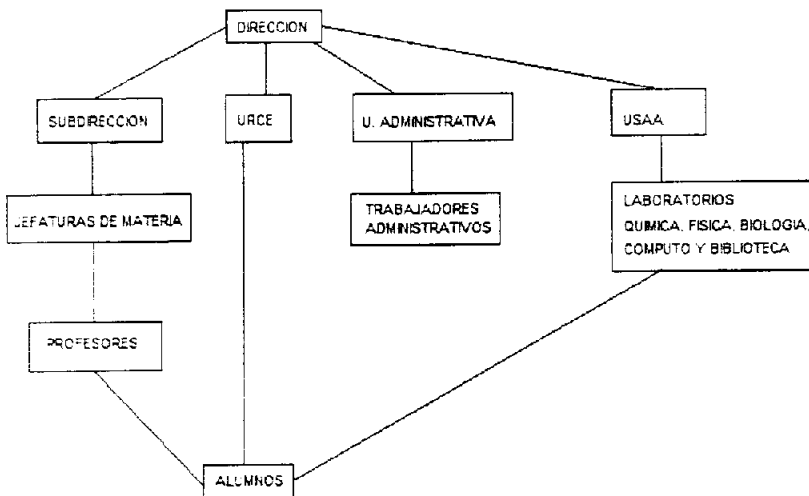 DIRECCION
SUBDIRECCION
URCE
U. ADMINISTRATIVA
USAA
JEFATURAS DE MATERIA
TRABAJADORES
ADMINISTRATIVOS
LABORATORIOS
QUIMICA, FISICA, BIOLOGIA,
COMPUTO Y BIBLIOTECA
PROFESORES
ALUMNOS